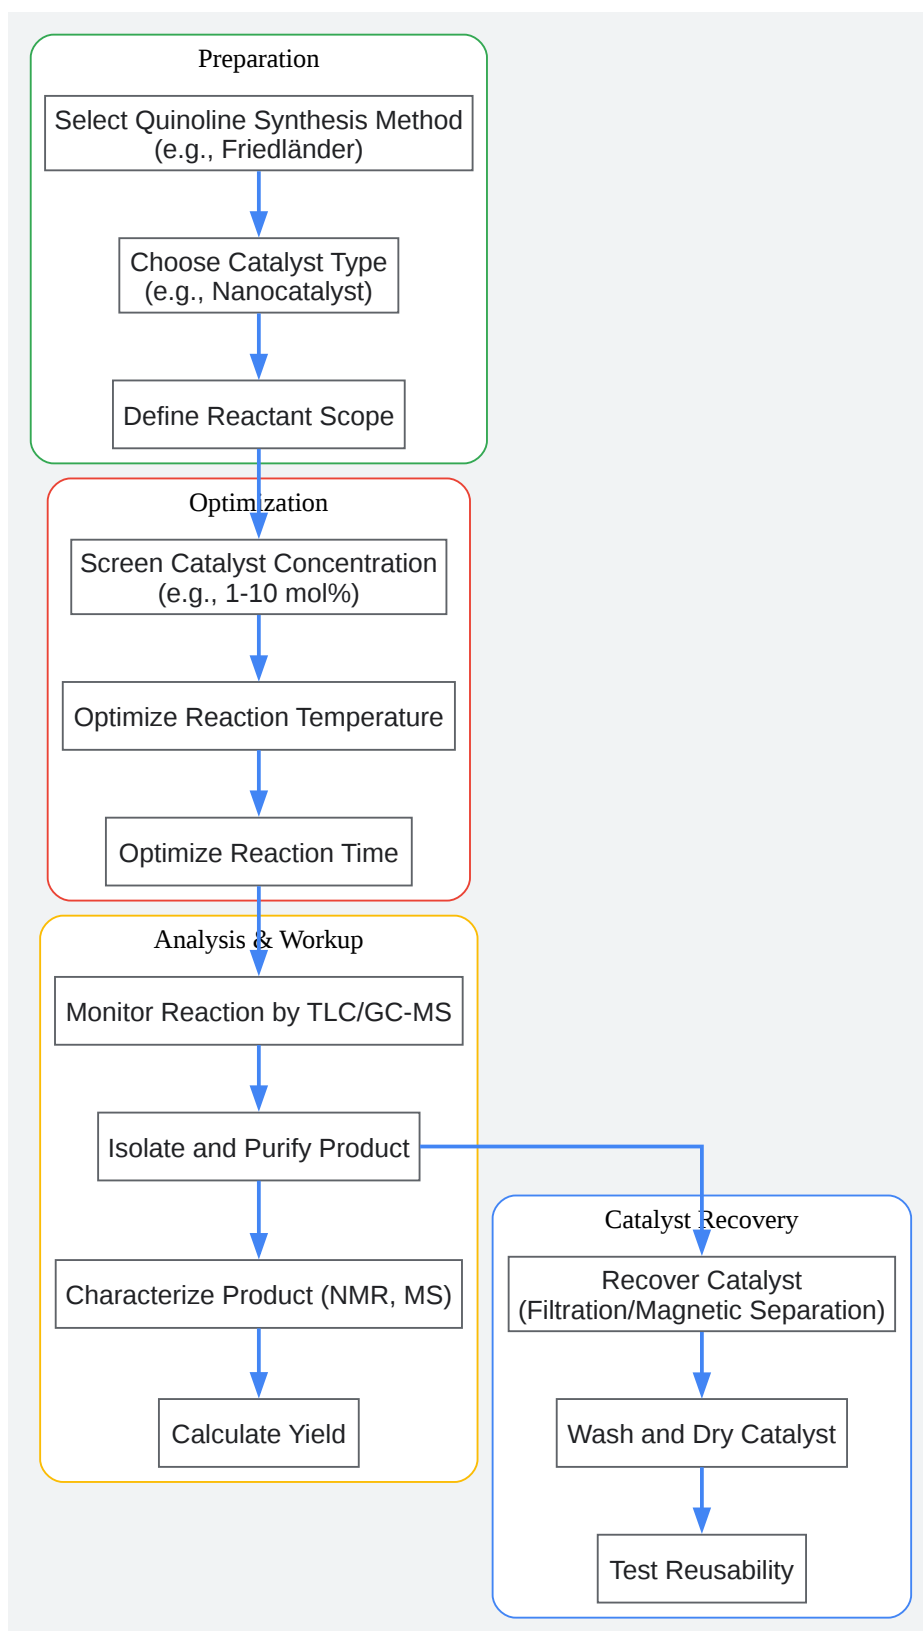 Preparation
Select Quinoline Synthesis Method
(e.g., Friedländer)
Choose Catalyst Type
(e.g., Nanocatalyst)
Define Reactant Scope
Optimization
Screen Catalyst Concentration
(e.g., 1-10 mol%)
Optimize Reaction Temperature
Optimize Reaction Time
Analysis & Workup
Monitor Reaction by TLC/GC-MS
Isolate and Purify Product
Characterize Product (NMR, MS)
Calculate Yield
Catalyst Recovery
Recover Catalyst
(Filtration/Magnetic Separation)
Wash and Dry Catalyst
Test Reusability